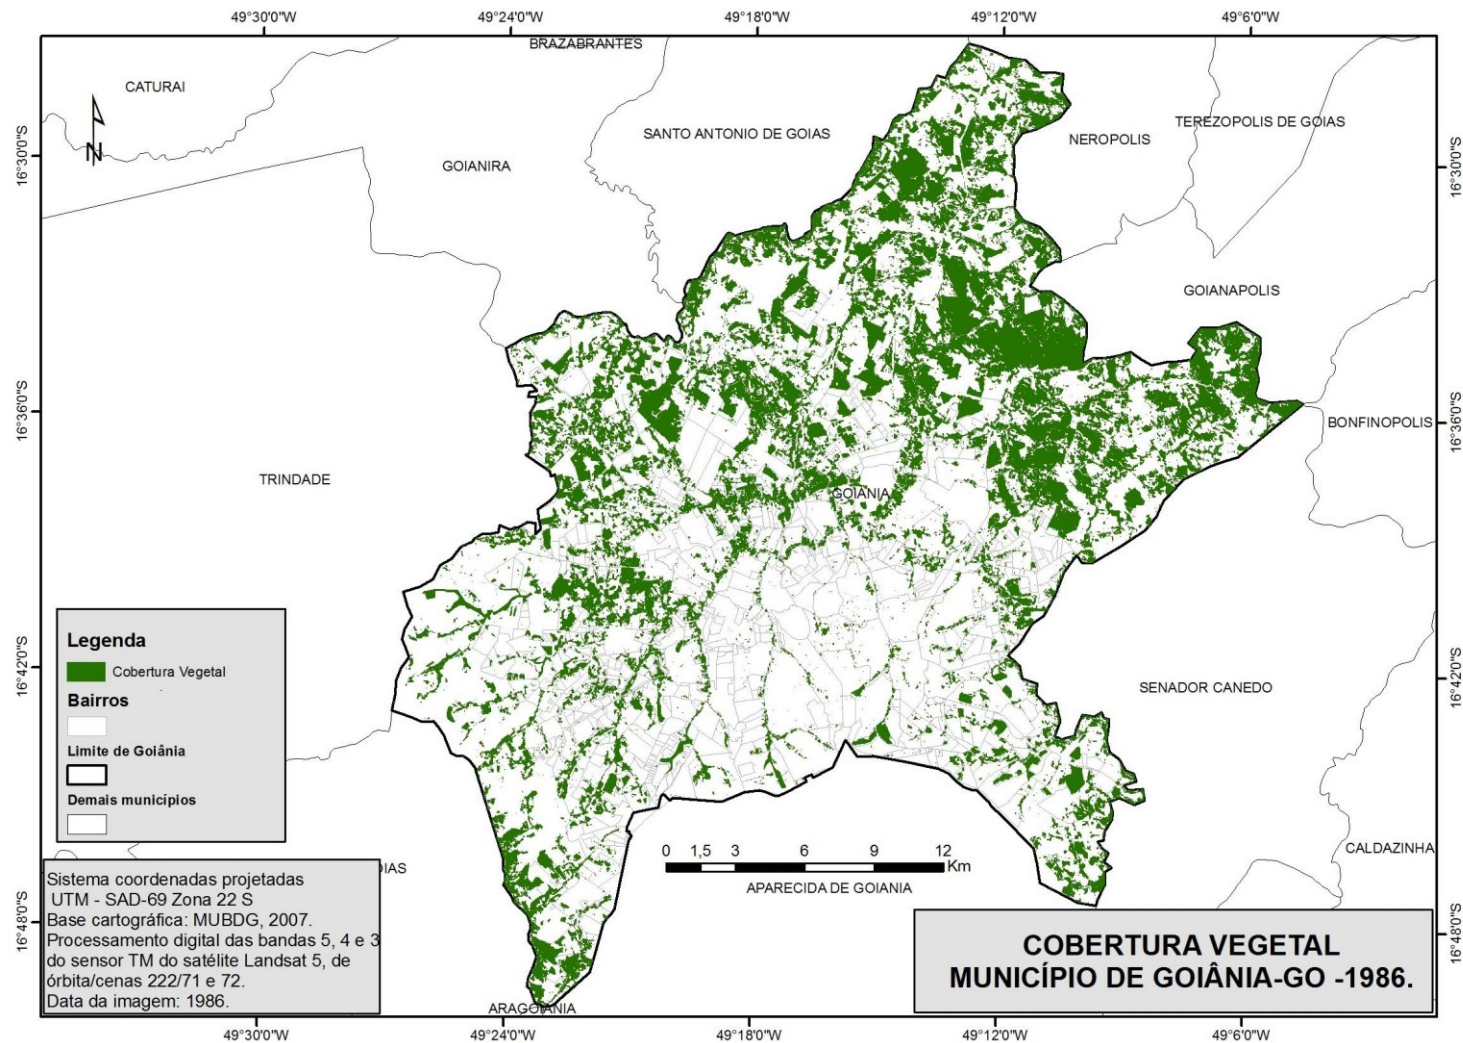 49°30'0"W 49°24'0"W 49°18'0"W 49°12'0"W 49°6'0"W
BRAZABRANTES
CATURAI
TEREZOPOLIS DE GOIAS
SANTO ANTONIO DE GOIAS
NEROPOLIS
N
GOIANIRA
16°30'0"S
16°30'0"S
GOIANAPOLIS
16°36'0"S
16°36'0"S
BONFINOPOLIS
TRINDADE
GOIANIA
Legenda
Cobertura Vegetal
Bairros
Limite de Goiânia
Demais municípios
16°42'0"S
16°42'0"S
SENADOR CANEDO
0 1,5 3 6 9 12
Km
APARECIDA DE GOIANIA
CALDAZINHA
DIAS
Sistema coordenadas projetadas
UTM - SAD-69 Zona 22 S
Base cartográfica: MUBDG, 2007.
Processamento digital das bandas 5, 4 e 3
do sensor TM do satélite Landsat 5, de
órbita/cenas 222/71 e 72.
Data da imagem: 1986.
16°48'0"S
16°48'0"S
COBERTURA VEGETAL
MUNICÍPIO DE GOIÂNIA-GO -1986.
ARAGOIANIA
49°30'0"W 49°24'0"W 49°18'0"W 49°12'0"W 49°6'0"W